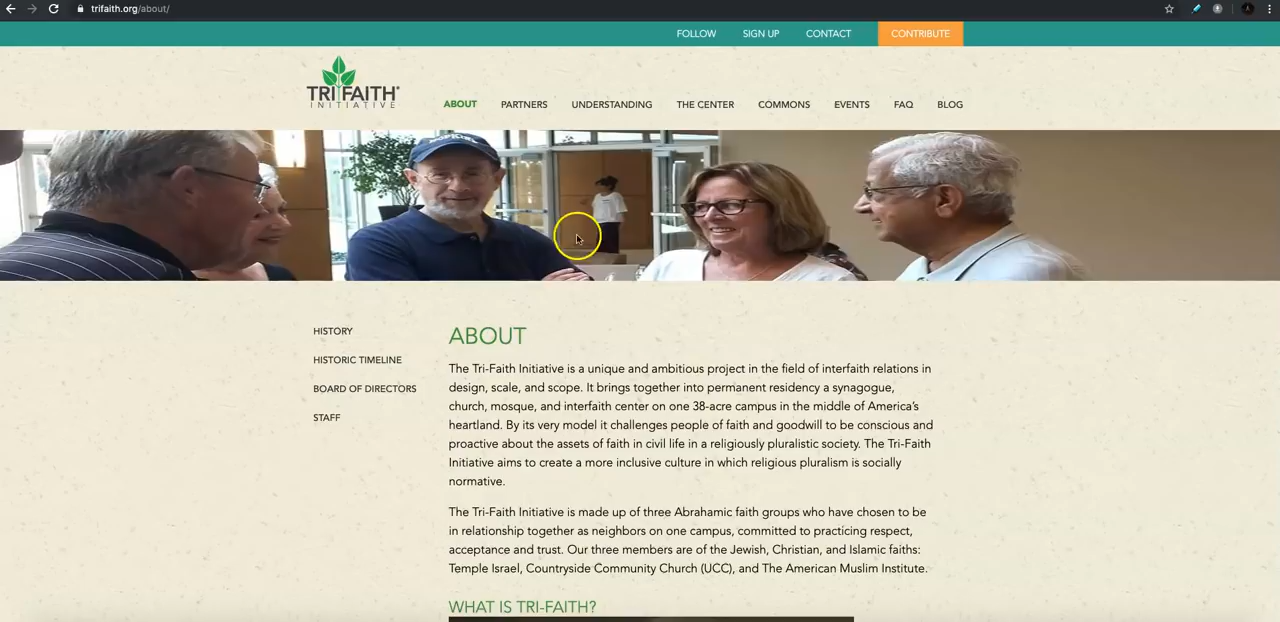 trifaith.org/about/
FOLLOW SIGN UP CONTACT CONTRIBUTE
TRI FAITH®
INITIATIVE
ABOUT PARTNERS UNDERSTANDING THE CENTER COMMONS EVENTS FAQ BLOG
HISTORY
HISTORIC TIMELINE
BOARD OF DIRECTORS
STAFF
ABOUT
The Tri-Faith Initiative is a unique and ambitious project in the field of interfaith relations in
design, scale, and scope. It brings together into permanent residency a synagogue,
church, mosque, and interfaith center on one 38-acre campus in the middle of America's
heartland. By its very model it challenges people of faith and goodwill to be conscious and
proactive about the assets of faith in civil life in a religiously pluralistic society. The Tri-Faith
Initiative aims to create a more inclusive culture in which religious pluralism is socially
normative.
The Tri-Faith Initiative is made up of three Abrahamic faith groups who have chosen to be
in relationship together as neighbors on one campus, committed to practicing respect,
acceptance and trust. Our three members are of the Jewish, Christian, and Islamic faiths:
Temple Israel, Countryside Community Church (UCC), and The American Muslim Institute.
WHAT IS TRI-FAITH?